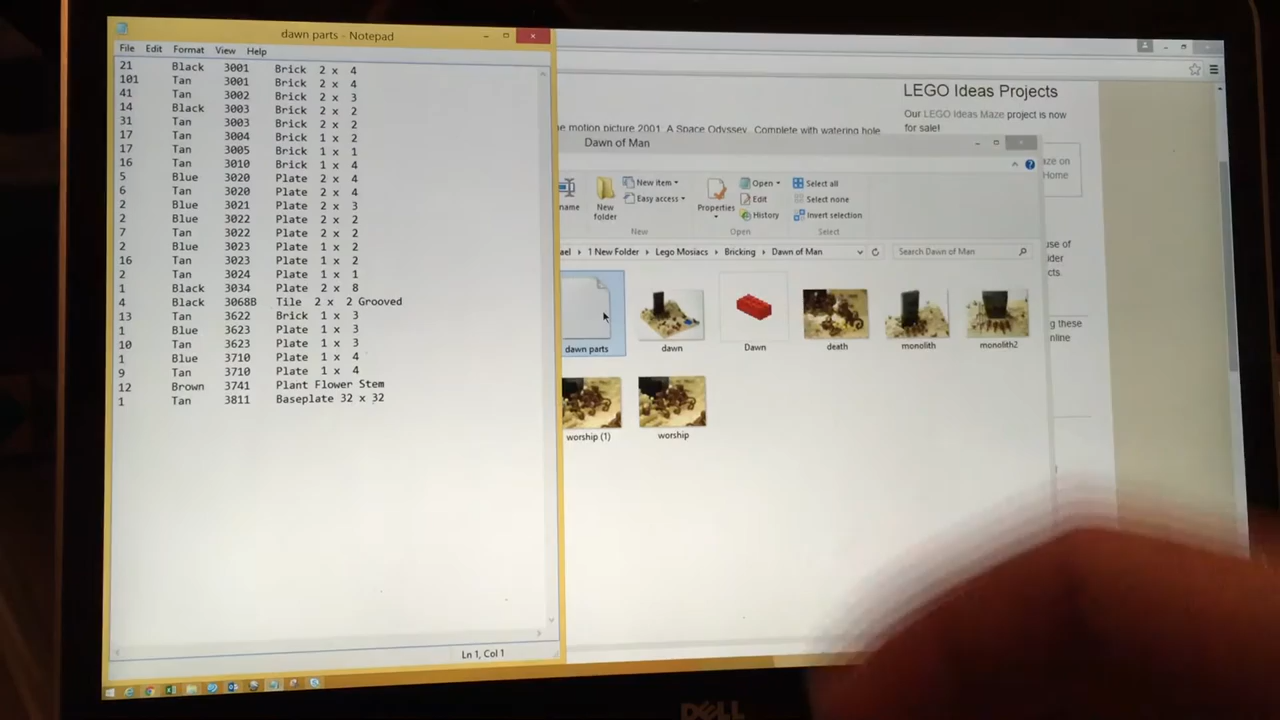 dawn parts - Notepad
File Edit Format View Help
21 Black 3001 Brick 2 x 4
101 Tan 3001 Brick 2 x 4
41 Tan 3002 Brick 2 x 3
14 Black 3003 Brick 2 x 2
31 Tan 3003 Brick 2 x 2
17 Tan 3004 Brick 1 x 2
17 Tan 3005 Brick 1 x 1
16 Tan 3010 Brick 1 x 4
5 Blue 3020 Plate 2 x 4
6 Tan 3020 Plate 2 x 4
2 Blue 3021 Plate 2 x 3
2 Blue 3022 Plate 2 x 2
7 Tan 3022 Plate 2 x 2
2 Blue 3023 Plate 1 x 2
16 Tan 3023 Plate 1 x 2
2 Tan 3024 Plate 1 x 1
1 Black 3034 Plate 2 x 8
4 Black 3068B Tile 2 x 2 Grooved
13 Tan 3622 Brick 1 x 3
1 Blue 3623 Plate 1 x 3
10 Tan 3623 Plate 1 x 3
1 Blue 3710 Plate 1 x 4
9 Tan 3710 Plate 1 x 4
12 Brown 3741 Plant Flower Stem
1 Tan 3811 Baseplate 32 x 32
Ln 1, Col 1
LEGO Ideas Projects
Our LEGO Ideas Maze project is now
for sale!
e motion picture 2001 A Space Odyssey. Complete with watering hole
Dawn of Man
aze on
Home
name
New
folder
New item
Easy access
New
Properties
Open
Edit
History
Open
Select all
Select none
Invert selection
Select
ael 1 New Folder Lego Mosiacs Bricking Dawn of Man
Search Dawn of Man
use of
ider
cts.
g these
nline
dawn parts
dawn
Dawn
death
monolith
monolith2
worship (1)
worship
DELL